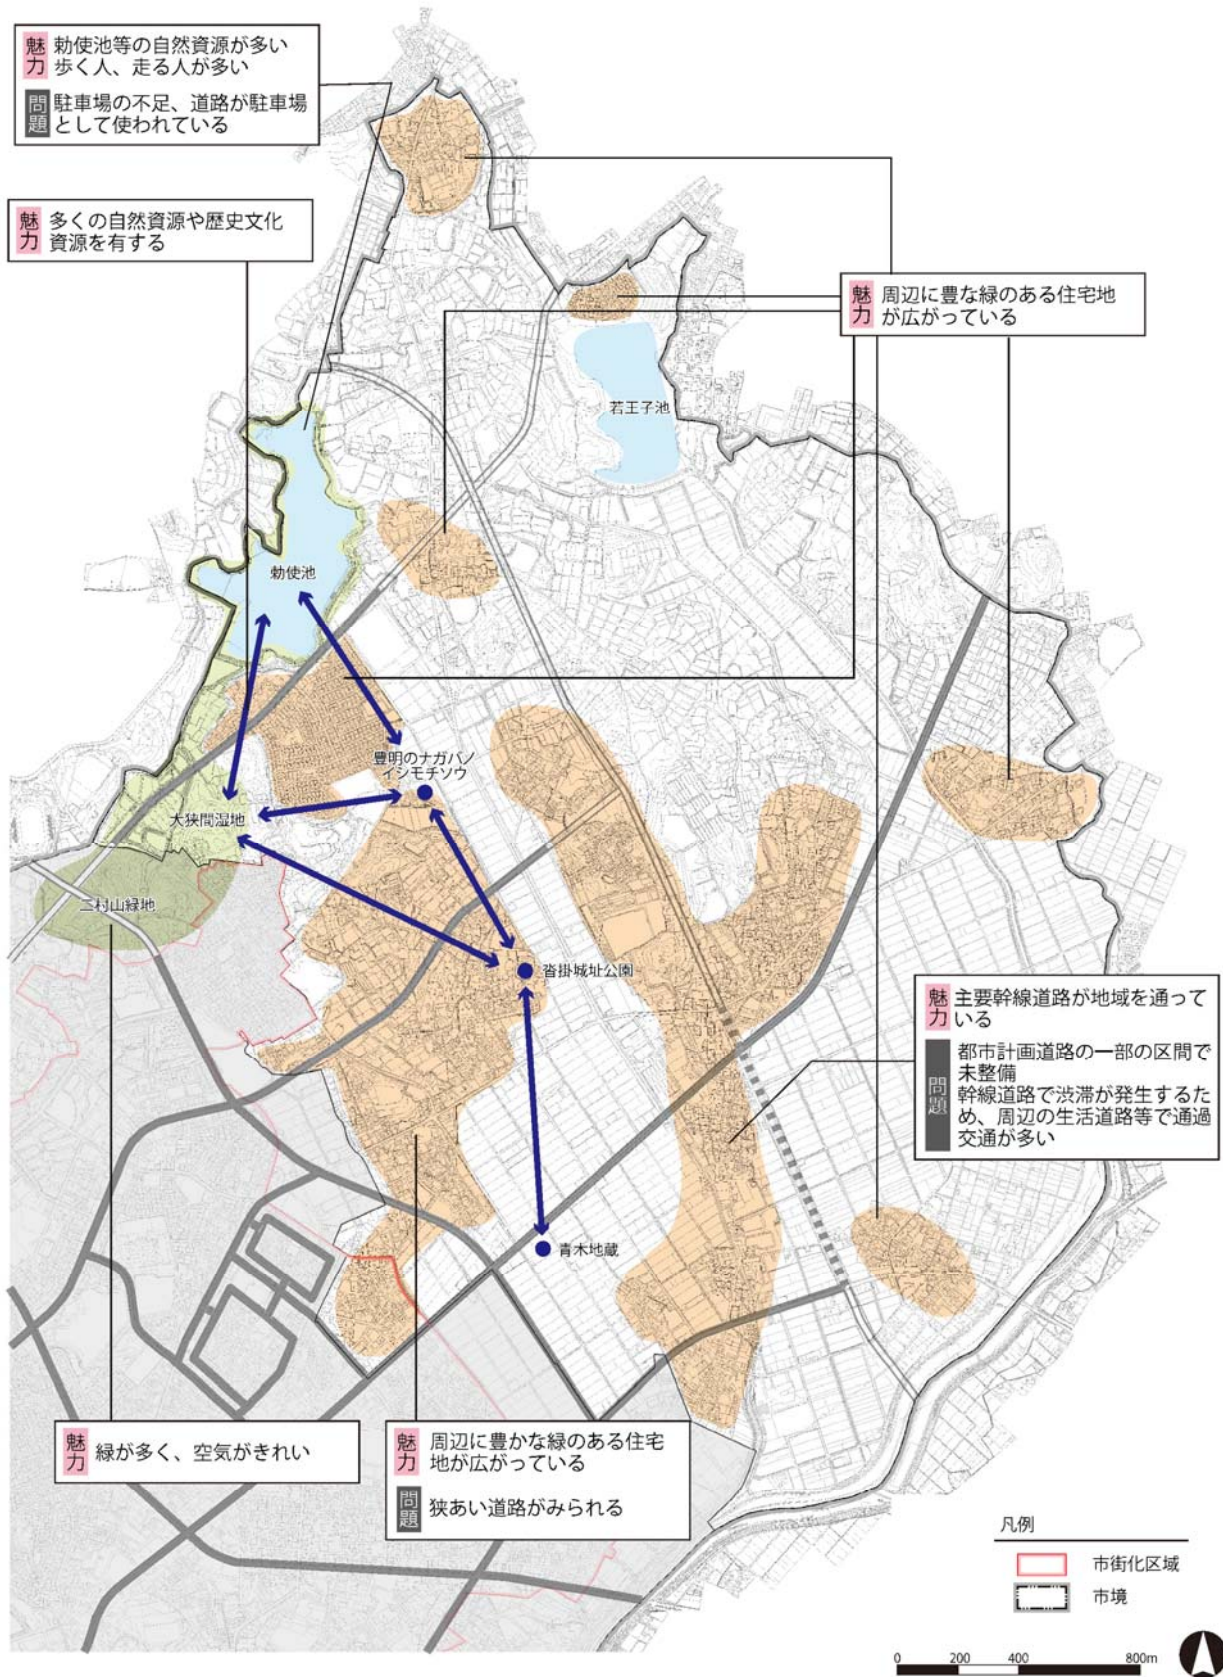 魅力 勅使池等の自然資源が多い
歩く人、走る人が多い
問題 駐車場の不足、道路が駐車場
として使われている
魅力 多くの自然資源や歴史文化
資源を有する
魅力 周辺に豊な緑のある住宅地
が広がっている
若王子池
勅使池
豊明のナガバノ
イシモチソウ
大狭間湿地
二村山緑地
沓掛城址公園
魅力 主要幹線道路が地域を通って
いる
問題 都市計画道路の一部の区間で
未整備
幹線道路で渋滞が発生するた
め、周辺の生活道路等で通過
交通が多い
青木地蔵
魅力 緑が多く、空気がきれい
魅力 周辺に豊かな緑のある住宅
地が広がっている
問題 狭あい道路がみられる
凡例
市街化区域
市境
0 200 400 800m